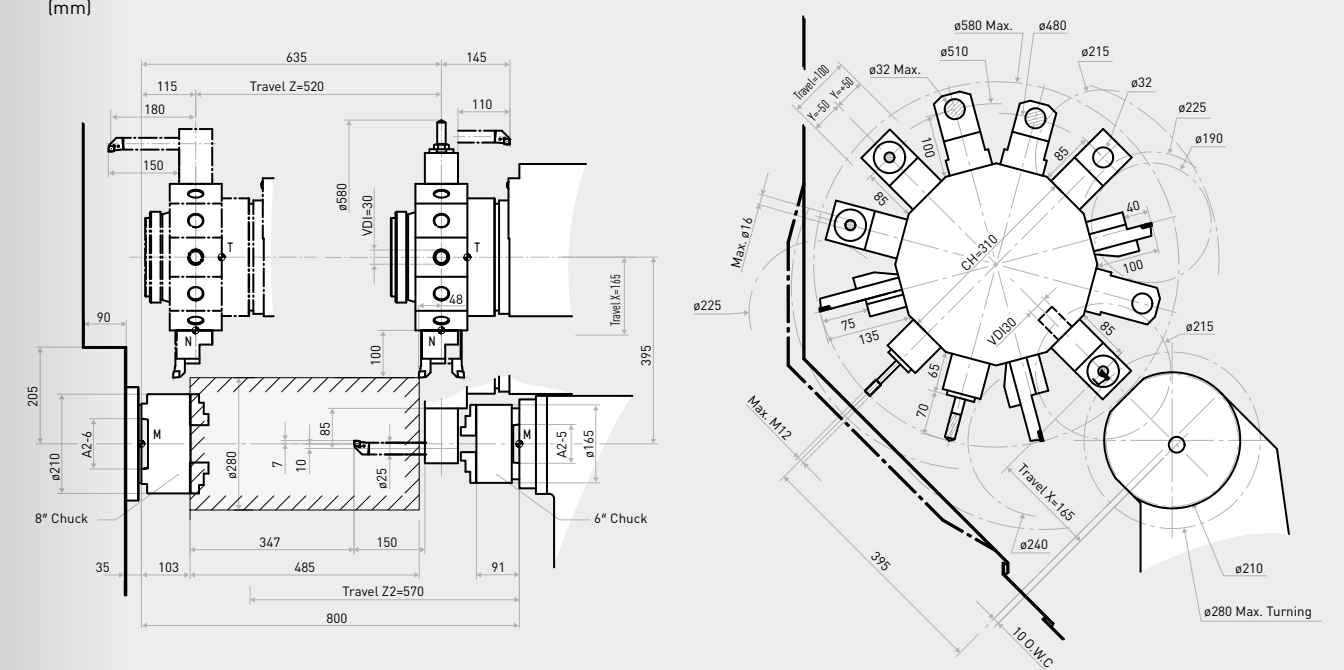 (mm)
635
145
115
Travel Z=520
180
110
150
ø580
VDI=30
T
T
48
Travel X=165
90
N
N
100
395
205
A2-6
M
ø210
85
7
10
ø280
ø25
M
A2-5
ø165
8" Chuck
6" Chuck
347
150
35
103
485
91
Travel Z2=570
800
ø580 Max.
ø480
ø510
ø215
ø32 Max.
ø32
Travel=100
Y=-50
Y=+50
ø225
ø190
100
85
85
40
Max. ø16
CH=310
100
ø225
75
135
VDI30
85
ø215
65
70
Max. M12
Travel X=165
395
ø240
ø210
ø280 Max. Turning
10 O.W.C